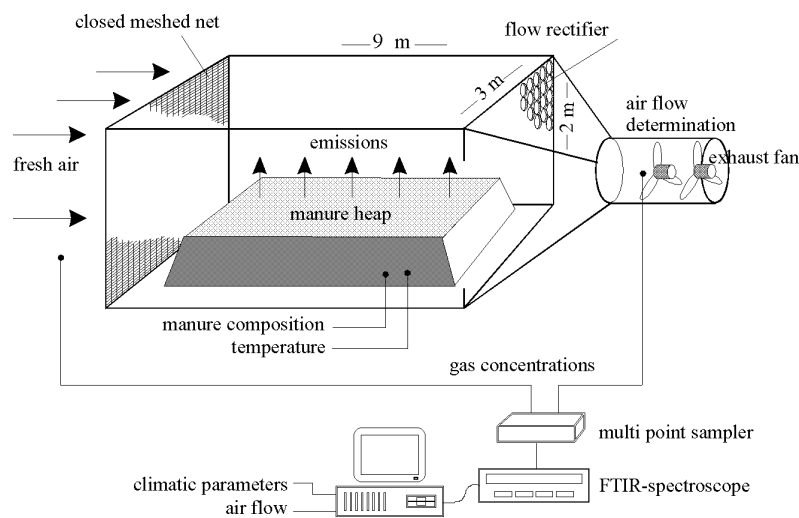 closed meshed net
9 m
flow rectifier
3 m
2 m
air flow
determination
exhaust fan
fresh air
emissions
manure heap
manure composition
temperature
gas concentrations
multi point sampler
FTIR-spectroscope
climatic parameters
air flow